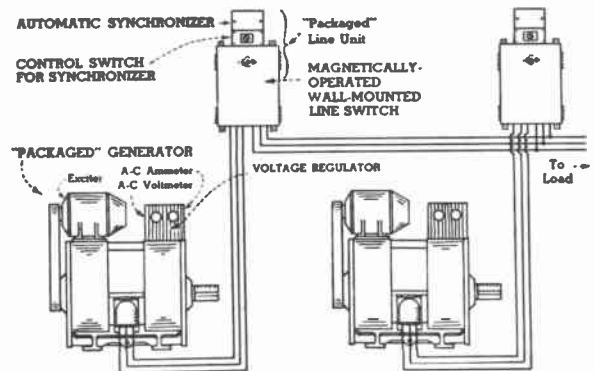 AUTOMATIC SYNCHRONIZER
"Packaged"
Line Unit
CONTROL SWITCH
FOR SYNCHRONIZER
MAGNETICALLY-
OPERATED
WALL-MOUNTED
LINE SWITCH
"PACKAGED" GENERATOR
Exciter
A-C Ammeter
A-C Voltmeter
VOLTAGE REGULATOR
To
Load